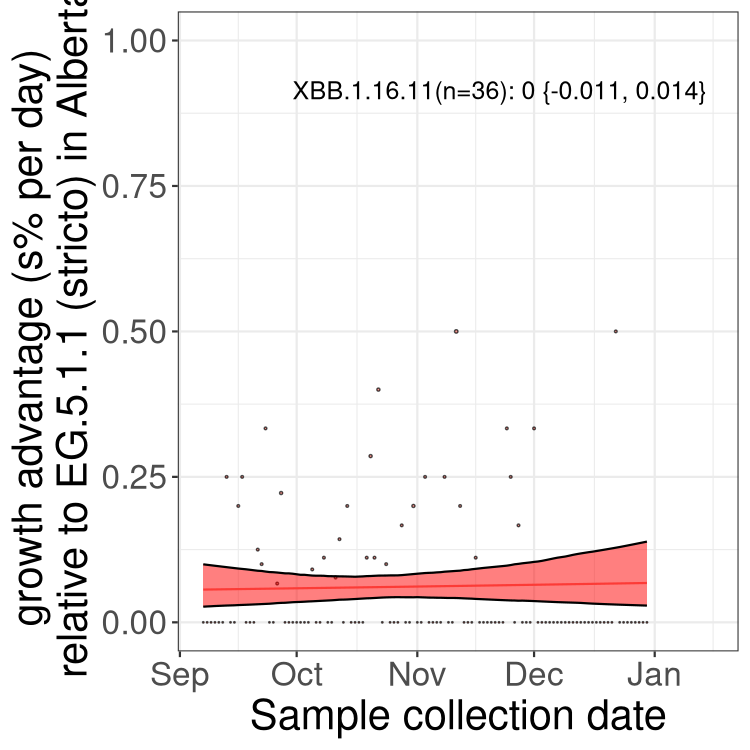 growth advantage (s% per day)
relative to EG.5.1.1 (stricto) in Alberta
1.00
0.75
0.50
0.25
0.00
XBB.1.16.11(n=36): 0 {-0.011, 0.014}
Sep
Oct
Nov
Dec
Jan
Sample collection date